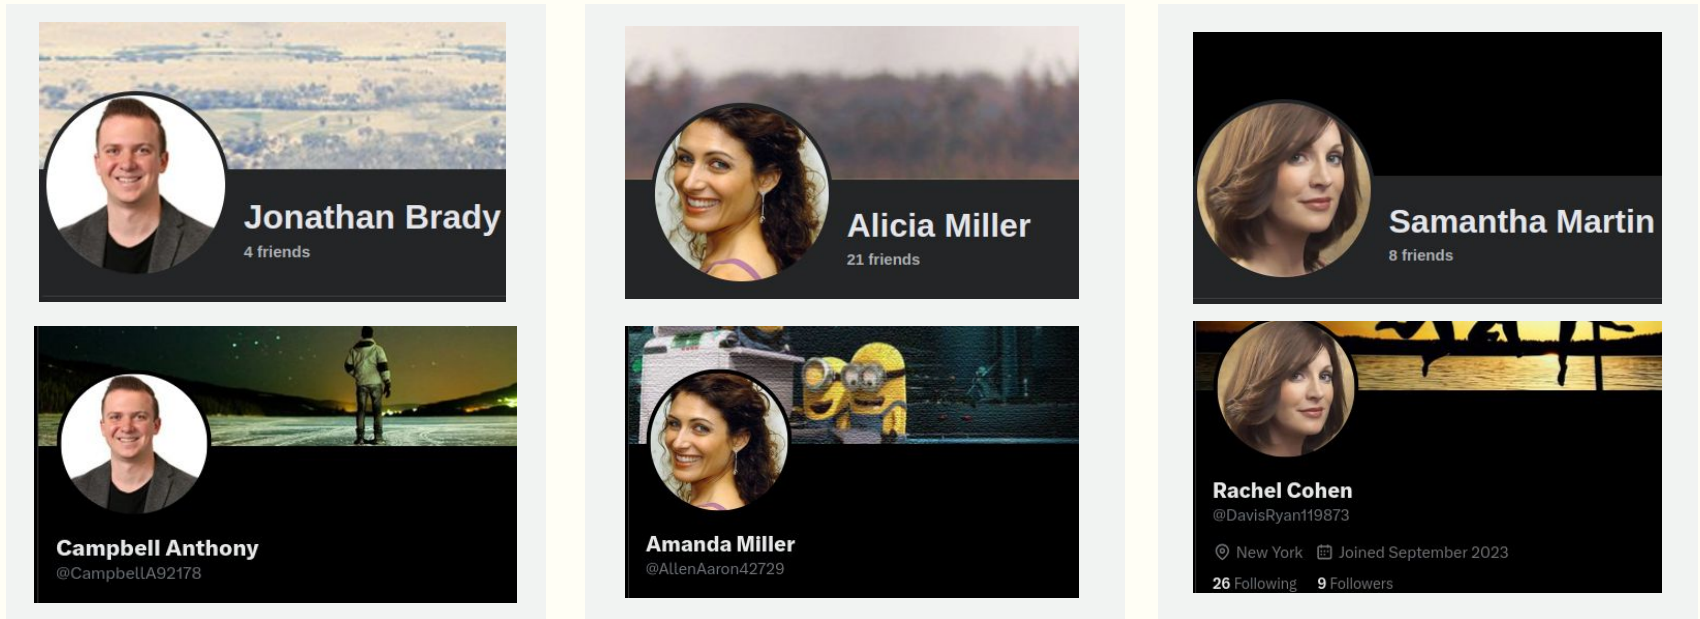 Jonathan Brady
4 friends
Campbell Anthony
@CampbellA92178
Alicia Miller
21 friends
Amanda Miller
@AllenAaron42729
Samantha Martin
8 friends
Rachel Cohen
@DavisRyan119873
New York Joined September 2023
26 Following 9 Followers